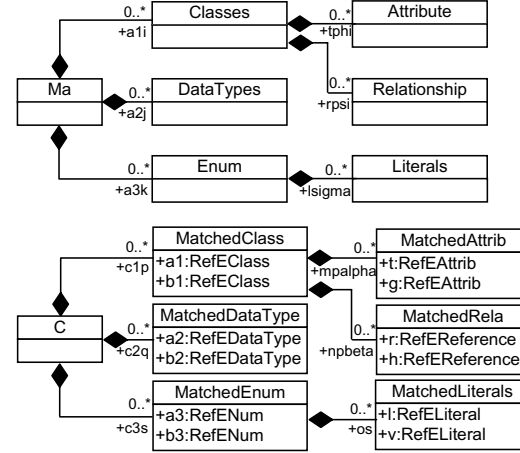 0..*
Classes
0..*
Attribute
+a1i
+tphi
0..*
Ma
0..*
DataTypes
+rpsi
Relationship
+a2j
0..*
Enum
0..*
Literals
+a3k
+lsigma
0..*
MatchedClass
0..*
MatchedAttrib
+c1p
+a1:RefEClass
+b1:RefEClass
+mpalpha
+t:RefEAttrib
+g:RefEAttrib
0..*
C
0..*
MatchedDataType
+a2:RefEDataType
+b2:RefEDataType
+c2q
+npbeta
MatchedRela
+r:RefEReference
+h:RefEReference
0..*
MatchedEnum
+a3:RefENum
+b3:RefENum
+c3s
0..*
+os
MatchedLiterals
+l:RefELiteral
+v:RefELiteral